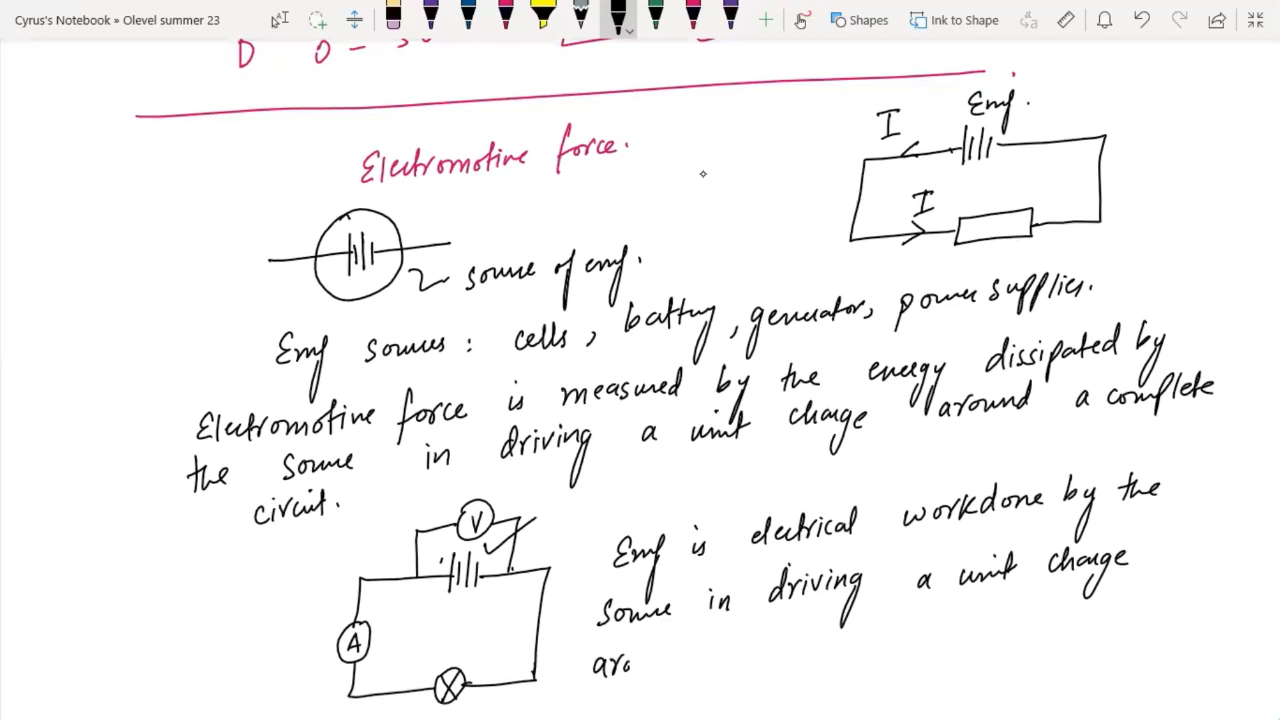 Cyrus's Notebook » Olevel summer 23
Shapes
Ink to Shape
D 0 -
Electromotive force.
Emf.
I
I
source of emf.
Emf sources: cells, battery, generator, power supplies.
Electromotive force is measured by the energy dissipated by
the source in driving a unit charge around a complete
circuit.
V
A
Emf is electrical workdone by the
source in driving a unit charge
aro